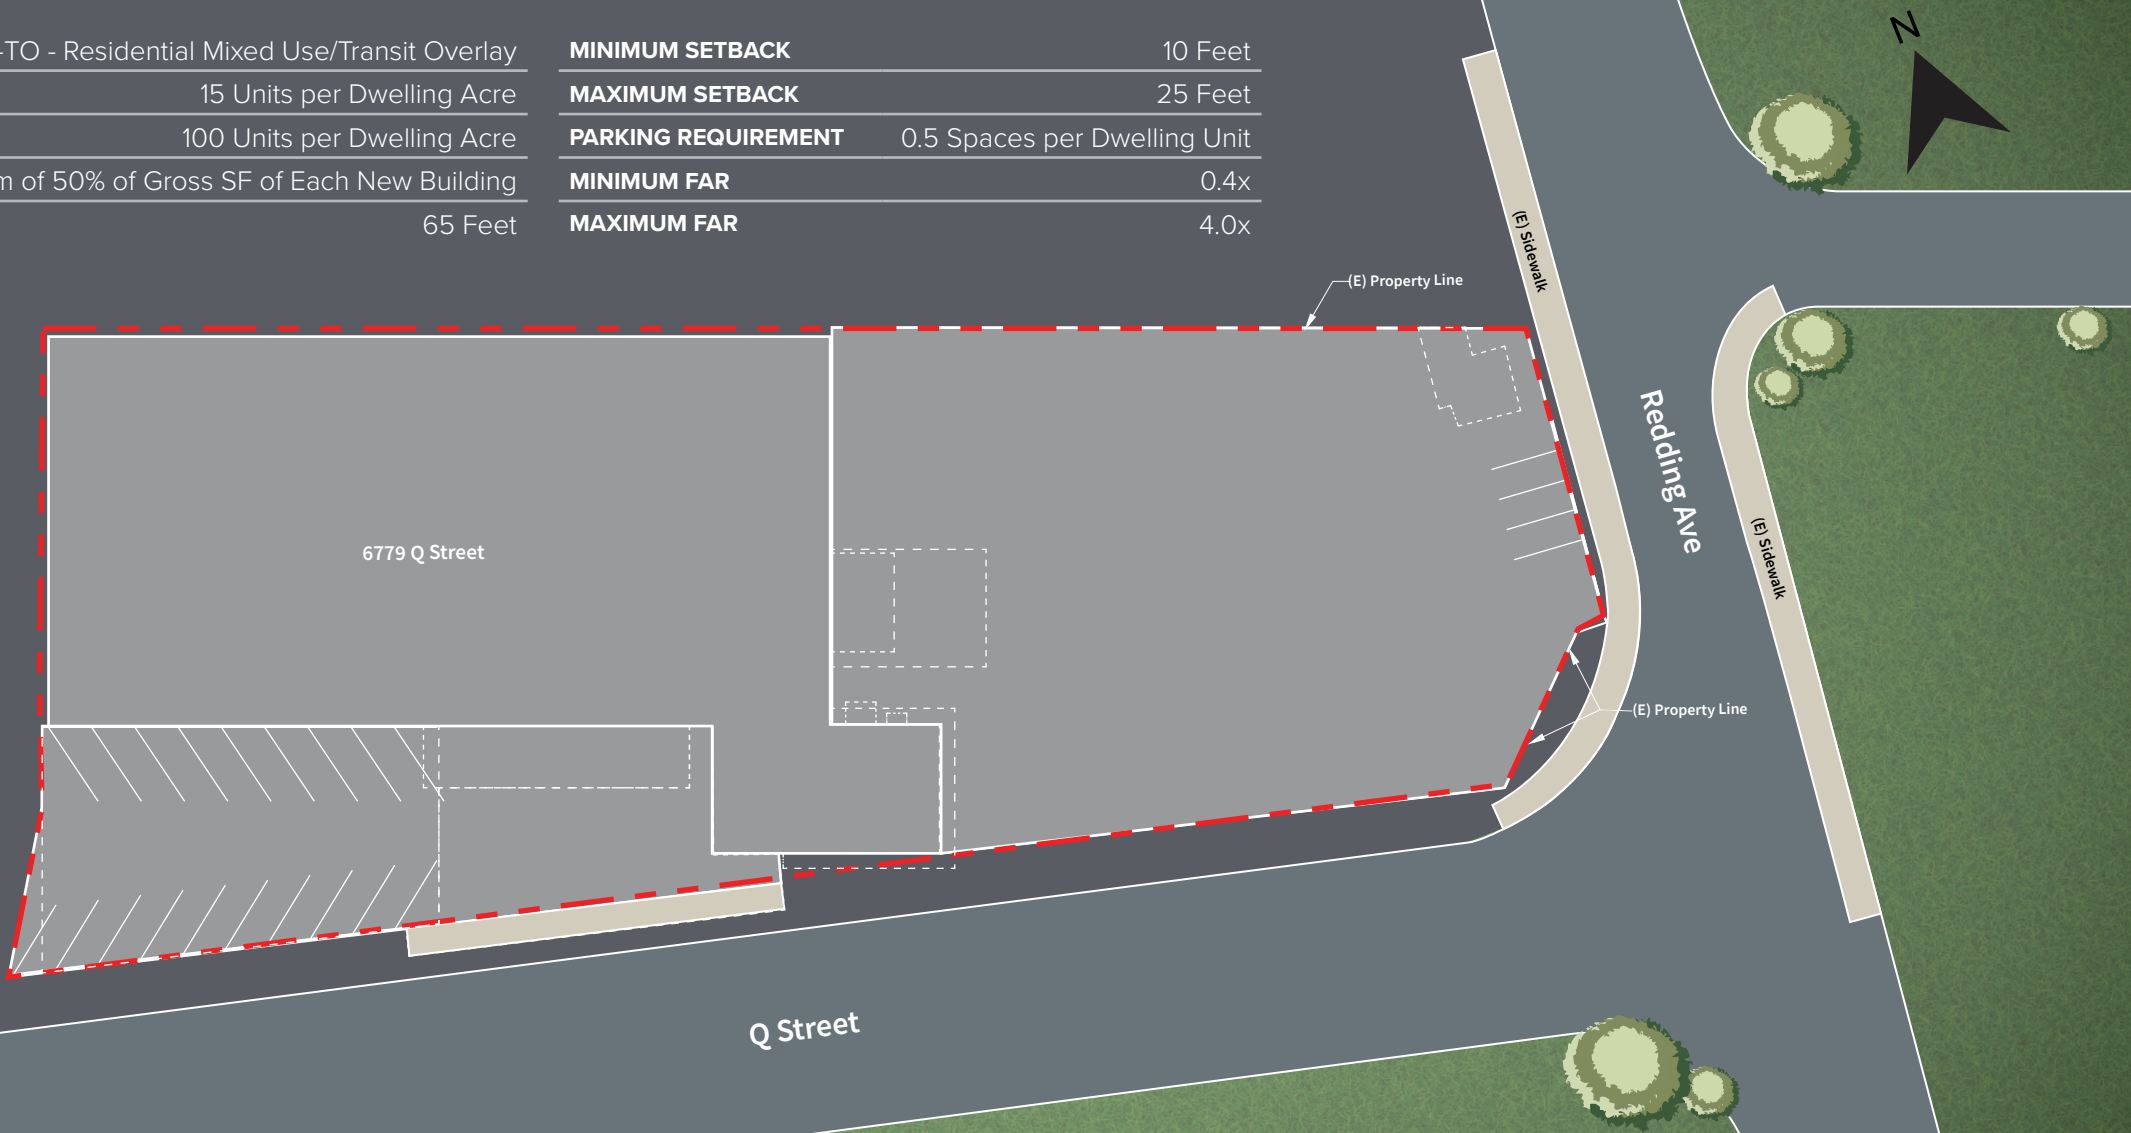 -TO - Residential Mixed Use/Transit Overlay
15 Units per Dwelling Acre
100 Units per Dwelling Acre
m of 50% of Gross SF of Each New Building
65 Feet
MINIMUM SETBACK 10 Feet
MAXIMUM SETBACK 25 Feet
PARKING REQUIREMENT 0.5 Spaces per Dwelling Unit
MINIMUM FAR 0.4x
MAXIMUM FAR 4.0x
N
(E) Sidewalk
(E) Property Line
Redding Ave
(E) Sidewalk
6779 Q Street
(E) Property Line
Q Street